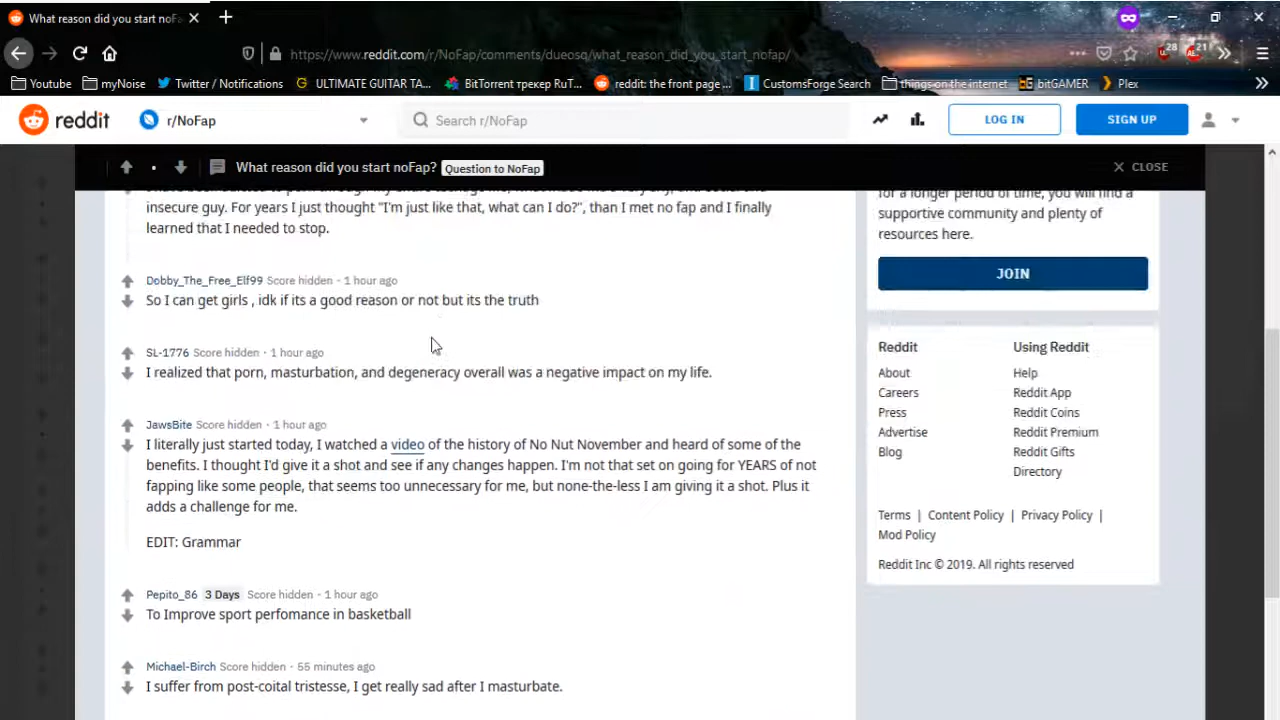 What reason did you start noFa
https://www.reddit.com/r/NoFap/comments/dueosq/what_reason_did_you_start_nofap/
28
21
Youtube
myNoise
Twitter / Notifications
ULTIMATE GUITAR TA...
BitTorrent трекер RuT...
reddit: the front page ...
CustomsForge Search
things on the internet
bitGAMER
Plex
reddit
r/NoFap
Search r/NoFap
LOG IN
SIGN UP
What reason did you start noFap?
Question to NoFap
CLOSE
insecure guy. For years I just thought "I'm just like that, what can I do?", than I met no fap and I finally
learned that I needed to stop.
Dobby_The_Free_Elf99 Score hidden · 1 hour ago
So I can get girls , idk if its a good reason or not but its the truth
SL-1776 Score hidden · 1 hour ago
I realized that porn, masturbation, and degeneracy overall was a negative impact on my life.
JawsBite Score hidden · 1 hour ago
I literally just started today, I watched a video of the history of No Nut November and heard of some of the
benefits. I thought I'd give it a shot and see if any changes happen. I'm not that set on going for YEARS of not
fapping like some people, that seems too unnecessary for me, but none-the-less I am giving it a shot. Plus it
adds a challenge for me.
EDIT: Grammar
Pepito_86 3 Days Score hidden · 1 hour ago
To Improve sport perfomance in basketball
Michael-Birch Score hidden · 55 minutes ago
I suffer from post-coital tristesse, I get really sad after I masturbate.
for a longer period of time, you will find a
supportive community and plenty of
resources here.
JOIN
Reddit
Using Reddit
About
Help
Careers
Reddit App
Press
Reddit Coins
Advertise
Reddit Premium
Blog
Reddit Gifts
Directory
Terms | Content Policy | Privacy Policy |
Mod Policy
Reddit Inc © 2019. All rights reserved